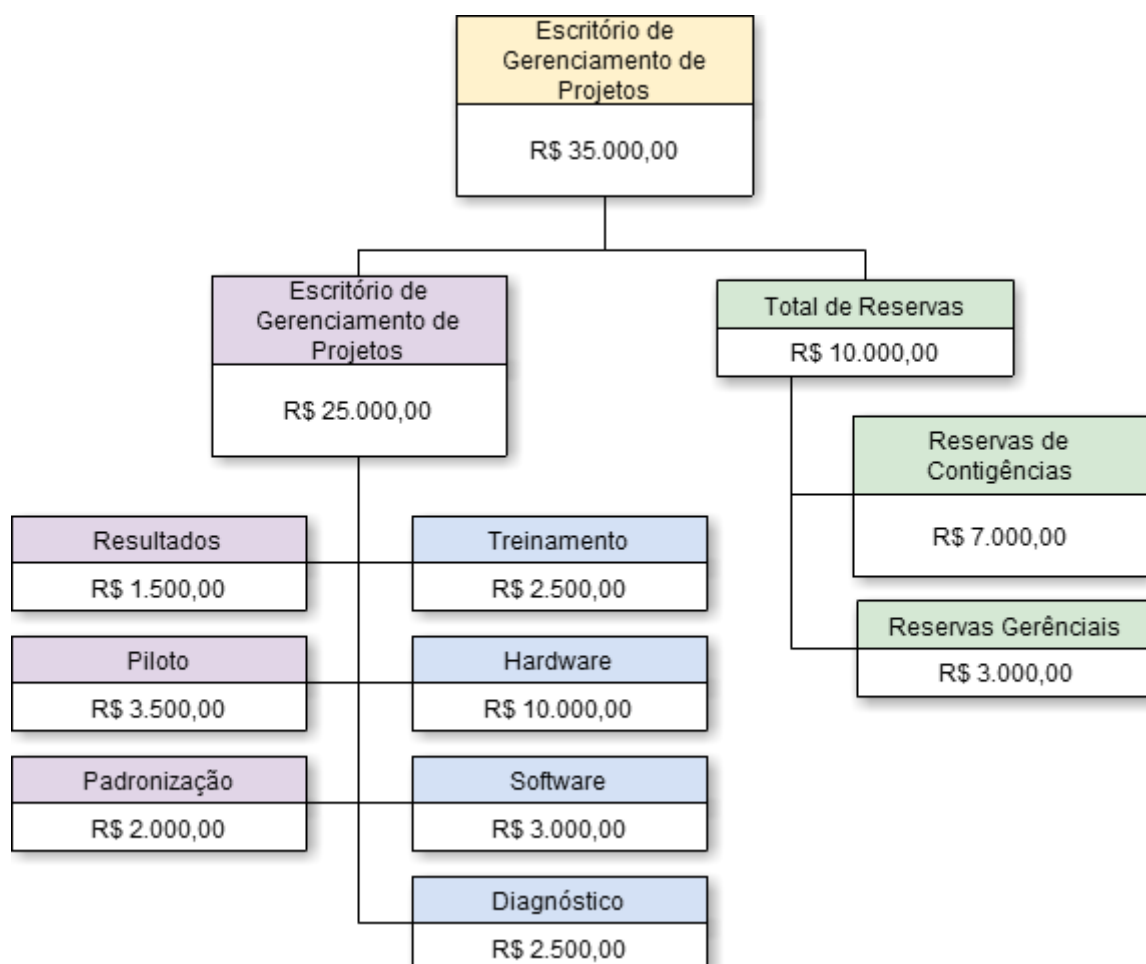 Escritório de
Gerenciamento de
Projetos
R$ 35.000,00
Escritório de
Gerenciamento de
Projetos
R$ 25.000,00
Total de Reservas
R$ 10.000,00
Reservas de
Contigências
R$ 7.000,00
Reservas Gerênciais
R$ 3.000,00
Resultados
R$ 1.500,00
Treinamento
R$ 2.500,00
Piloto
R$ 3.500,00
Hardware
R$ 10.000,00
Padronização
R$ 2.000,00
Software
R$ 3.000,00
Diagnóstico
R$ 2.500,00